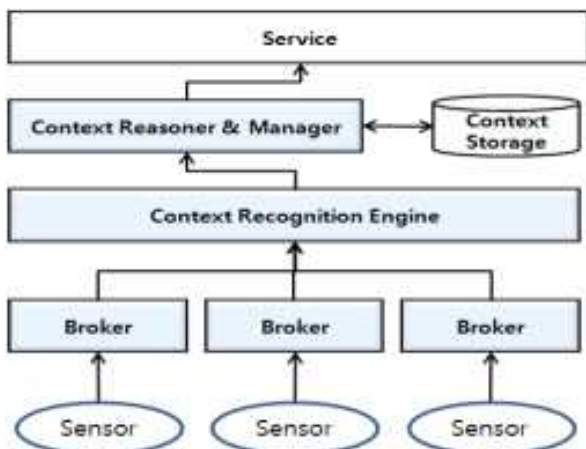 Service
Context Reasoner & Manager
Context
Storage
Context Recognition Engine
Broker
Broker
Broker
Sensor
Sensor
Sensor